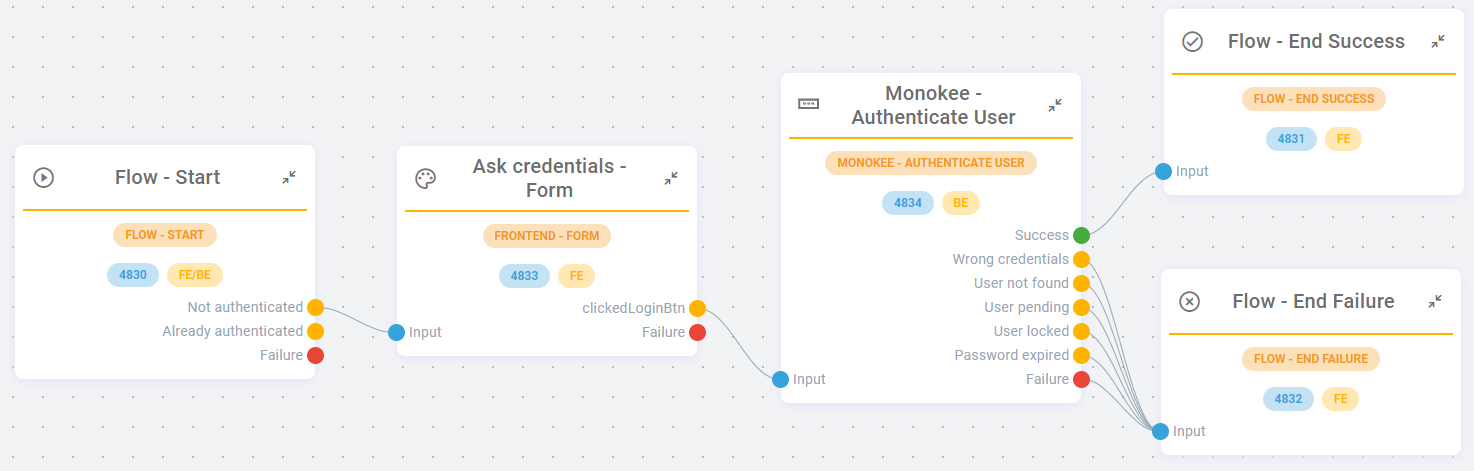 Flow - Start
FLOW - START
4830 FE/BE
Not authenticated
Already authenticated
Failure
Ask credentials -
Form
FRONTEND - FORM
4833 FE
clickedLoginBtn
Failure
Input
Monokee -
Authenticate User
MONOKEE - AUTHENTICATE USER
4834 BE
Success
Wrong credentials
User not found
User pending
User locked
Password expired
Failure
Input
Flow - End Success
FLOW - END SUCCESS
4831 FE
Input
Flow - End Failure
FLOW - END FAILURE
4832 FE
Input